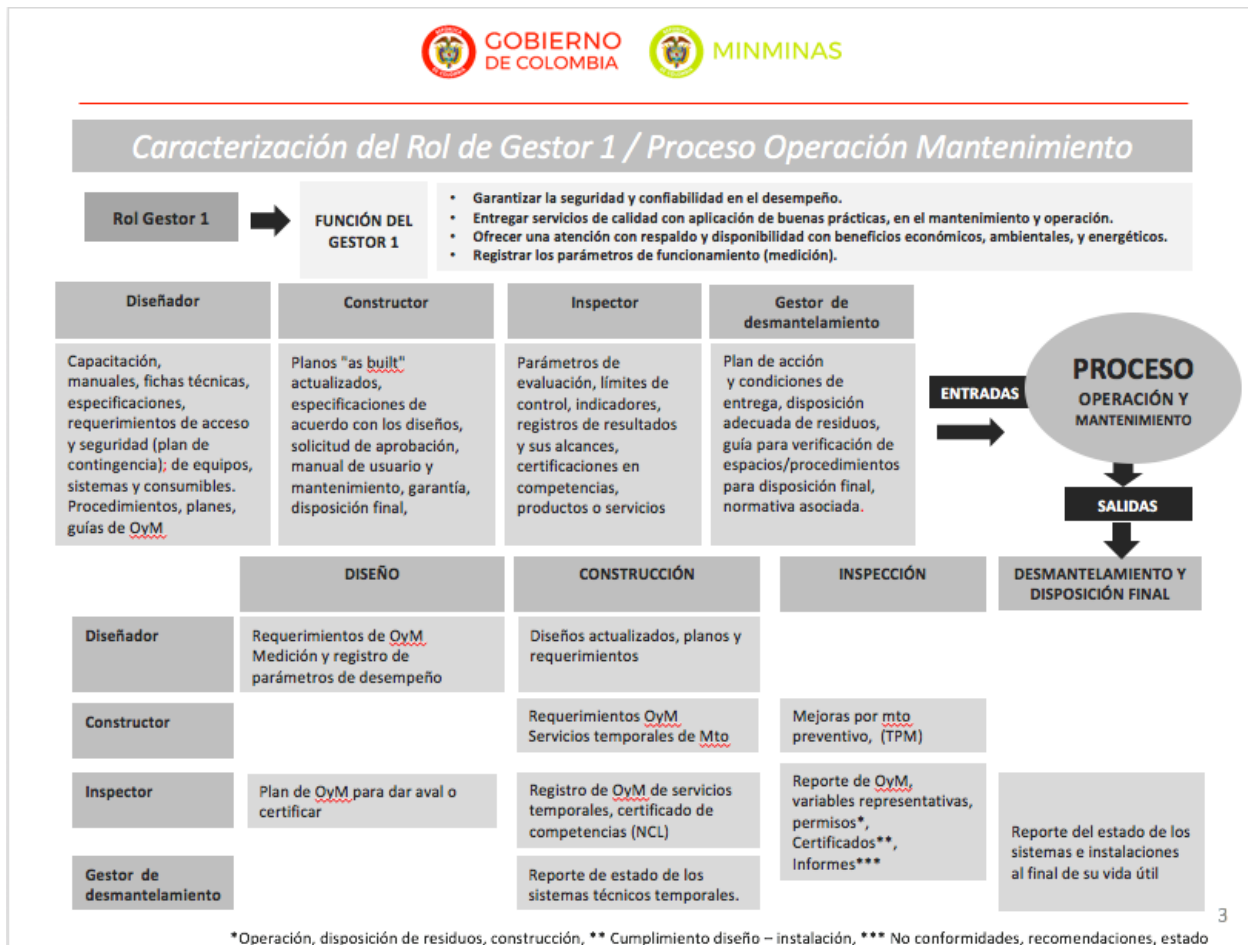 GOBIERNO
DE COLOMBIA
MINMINAS
Caracterización del Rol de Gestor 1 / Proceso Operación Mantenimiento
Rol Gestor 1
FUNCIÓN DEL
GESTOR 1
• Garantizar la seguridad y confiabilidad en el desempeño.
• Entregar servicios de calidad con aplicación de buenas prácticas, en el mantenimiento y operación.
• Ofrecer una atención con respaldo y disponibilidad con beneficios económicos, ambientales, y energéticos.
• Registrar los parámetros de funcionamiento (medición).
Diseñador
Capacitación,
manuales, fichas técnicas,
especificaciones,
requerimientos de acceso
y seguridad (plan de
contingencia); de equipos,
sistemas y consumibles.
Procedimientos, planes,
guías de OyM
Constructor
Planos "as built"
actualizados,
especificaciones de
acuerdo con los diseños,
solicitud de aprobación,
manual de usuario y
mantenimiento, garantía,
disposición final,
Inspector
Parámetros de
evaluación, límites de
control, indicadores,
registros de resultados
y sus alcances,
certificaciones en
competencias,
productos o servicios
Gestor de
desmantelamiento
Plan de acción
y condiciones de
entrega, disposición
adecuada de residuos,
guía para verificación de
espacios/procedimientos
para disposición final,
normativa asociada.
ENTRADAS
PROCESO
OPERACIÓN Y
MANTENIMIENTO
SALIDAS
DISEÑO
CONSTRUCCIÓN
INSPECCIÓN
DESMANTELAMIENTO Y
DISPOSICIÓN FINAL
Diseñador
Requerimientos de OyM
Medición y registro de
parámetros de desempeño
Diseños actualizados, planos y
requerimientos
Constructor
Requerimientos OyM
Servicios temporales de Mto
Mejoras por mto
preventivo, (TPM)
Inspector
Plan de OyM para dar aval o
certificar
Registro de OyM de servicios
temporales, certificado de
competencias (NCL)
Reporte de OyM,
variables representativas,
permisos*,
Certificados**,
Informes***
Reporte del estado de los
sistemas e instalaciones
al final de su vida útil
Gestor de
desmantelamiento
Reporte de estado de los
sistemas técnicos temporales.
3
*Operación, disposición de residuos, construcción, ** Cumplimiento diseño – instalación, *** No conformidades, recomendaciones, estado